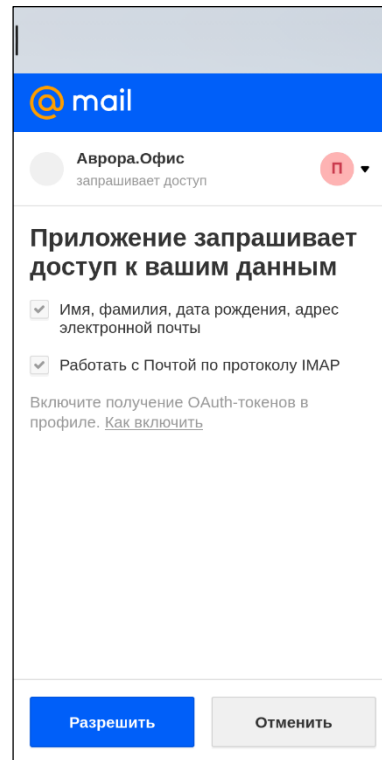 mail
Аврора.Офис
запрашивает доступ
П
Приложение запрашивает
доступ к вашим данным
Имя, фамилия, дата рождения, адрес
электронной почты
Работать с Почтой по протоколу IMAP
Включите получение OAuth-токенов в
профиле. Как включить
Разрешить
Отменить